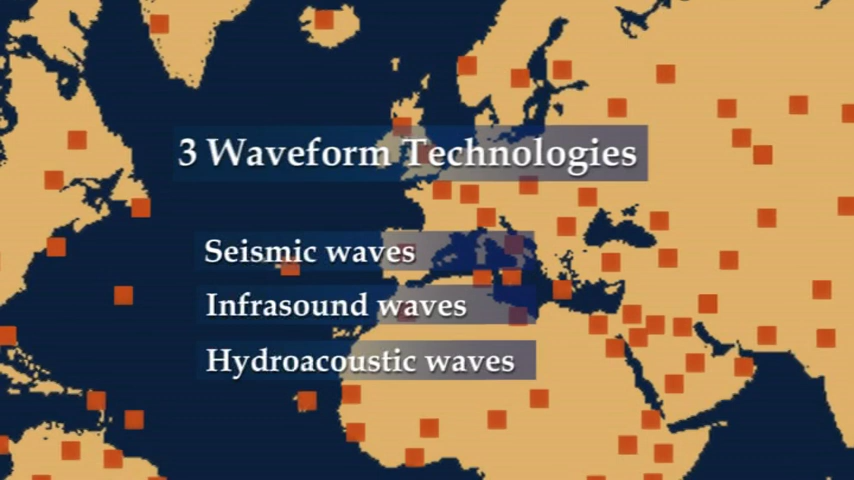 3 Waveform Technologies
Seismic waves
Infrasound waves
Hydroacoustic waves